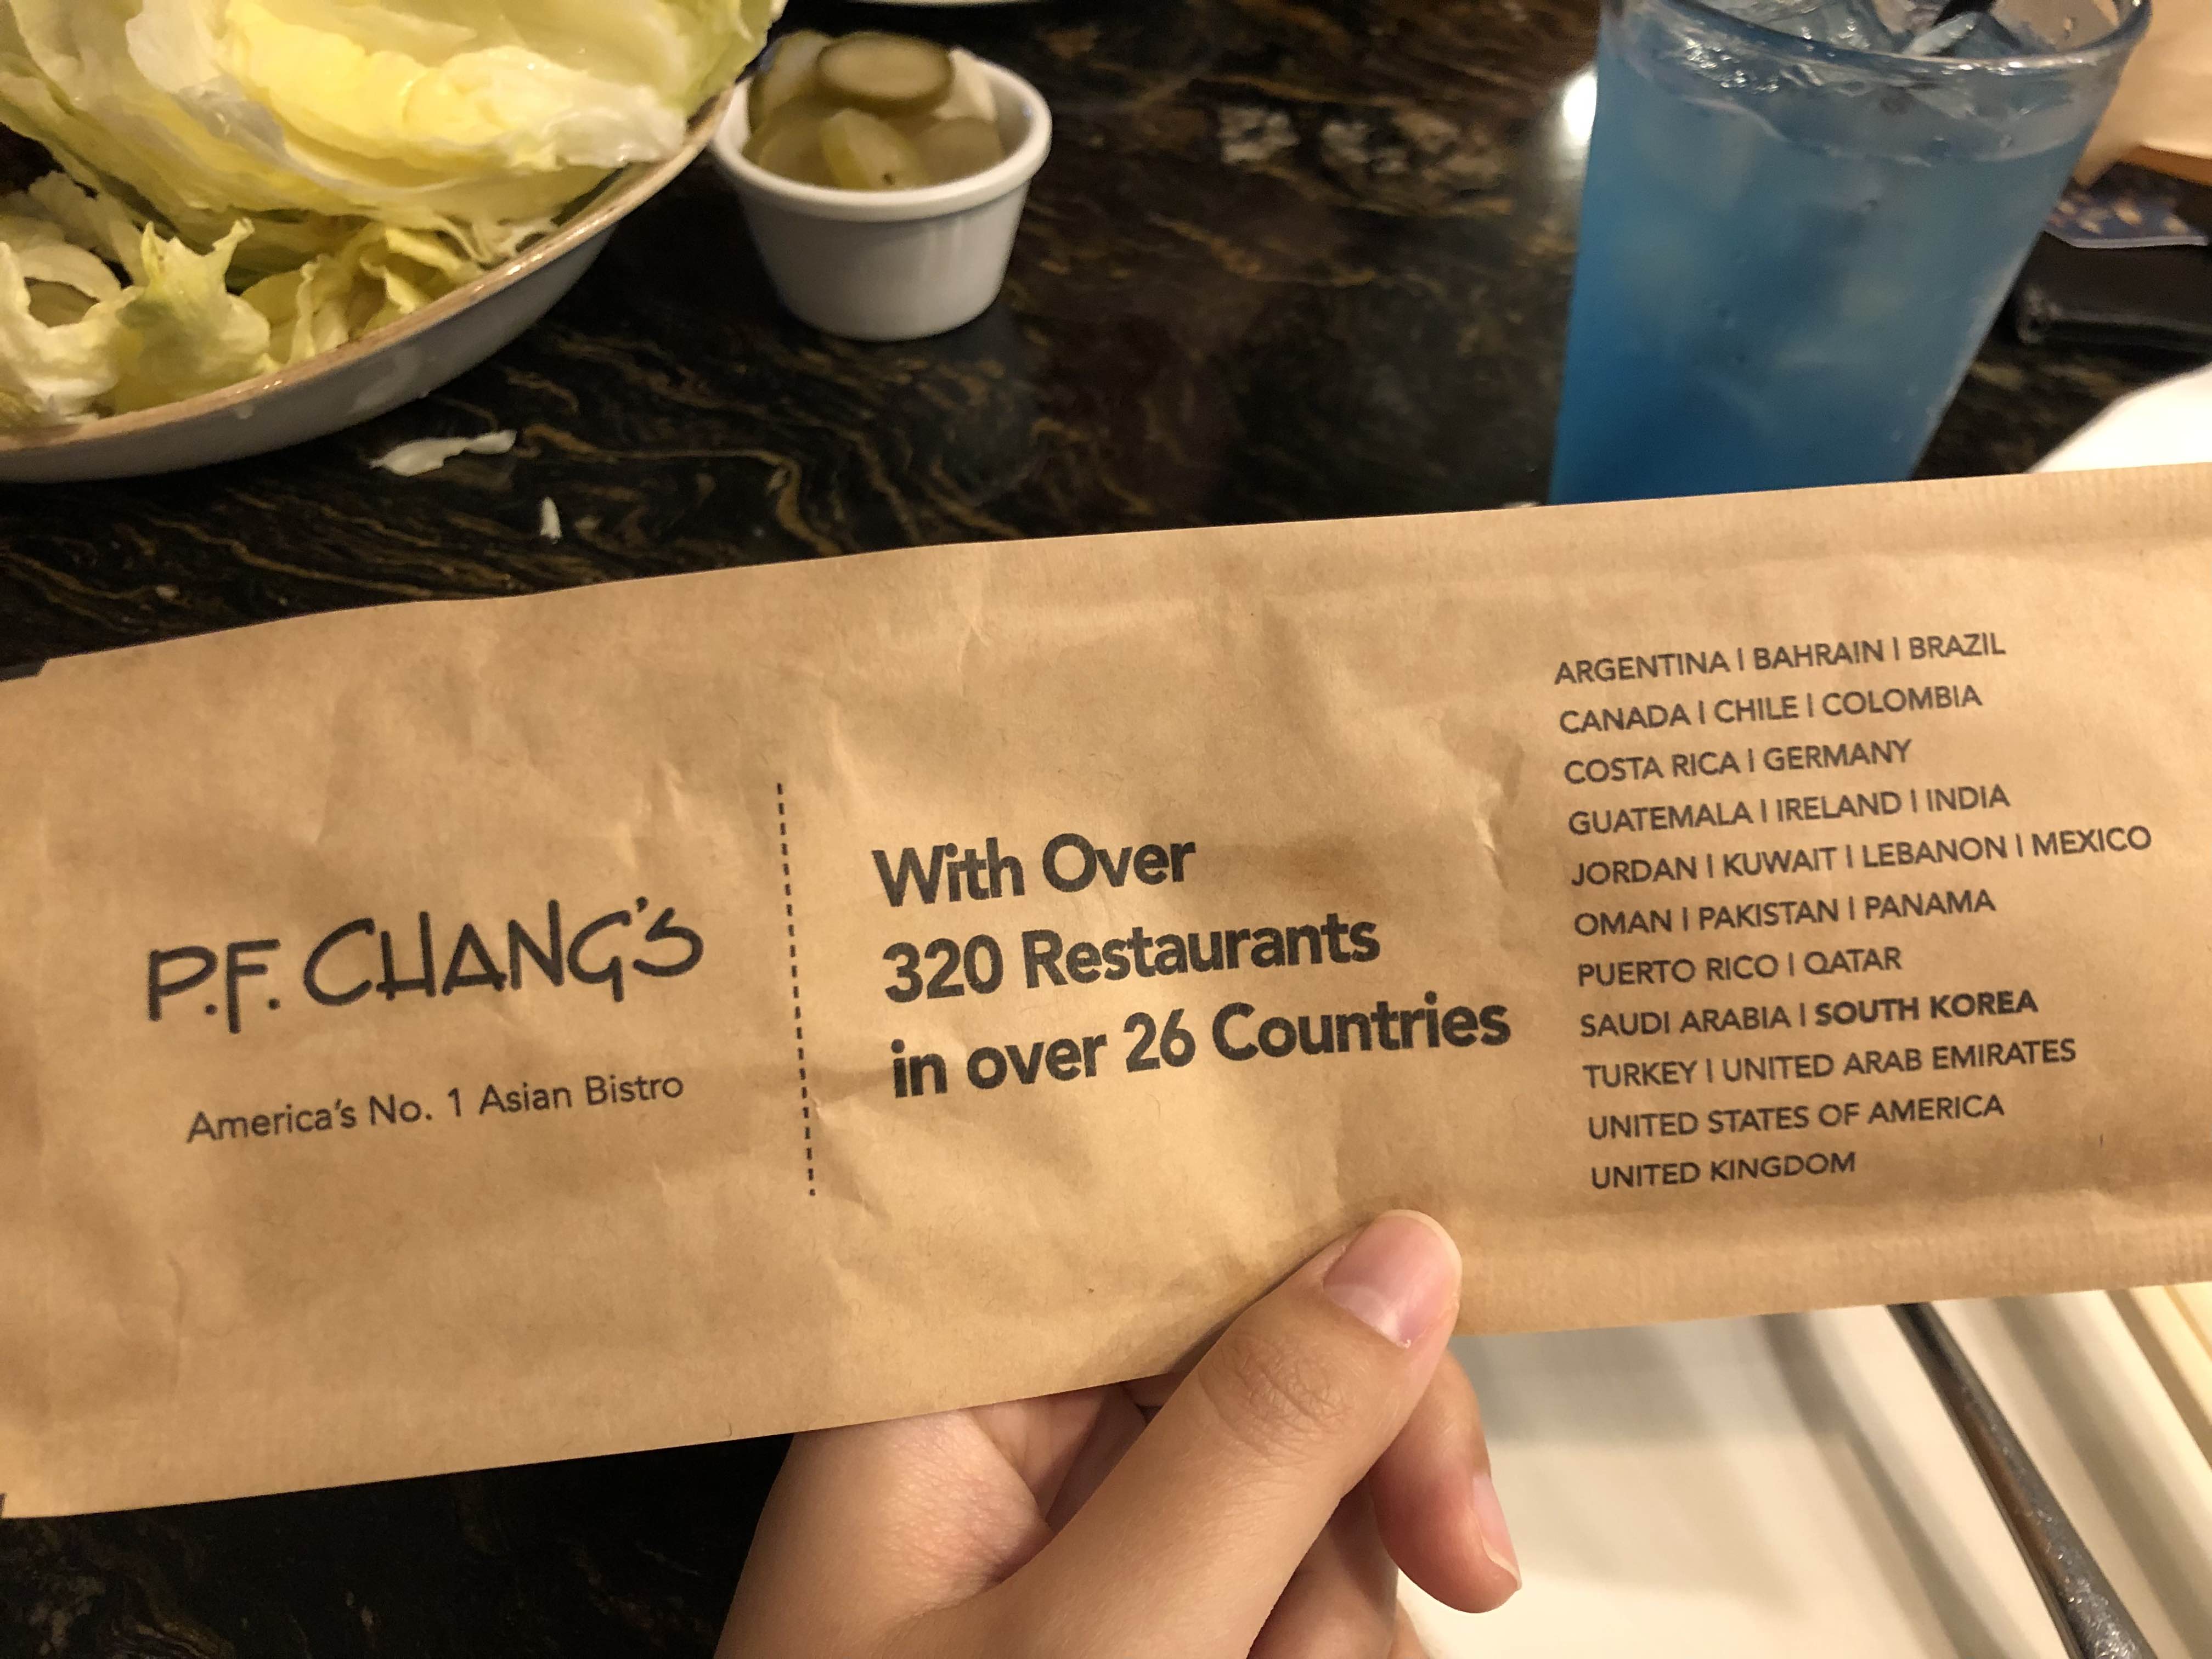 P.F. CHANG'S
America's No. 1 Asian Bistro
With Over
320 Restaurants
in over 26 Countries
ARGENTINA | BAHRAIN | BRAZIL
CANADA | CHILE | COLOMBIA
COSTA RICA | GERMANY
GUATEMALA | IRELAND | INDIA
JORDAN | KUWAIT | LEBANON | MEXICO
OMAN | PAKISTAN | PANAMA
PUERTO RICO | QATAR
SAUDI ARABIA | SOUTH KOREA
TURKEY | UNITED ARAB EMIRATES
UNITED STATES OF AMERICA
UNITED KINGDOM